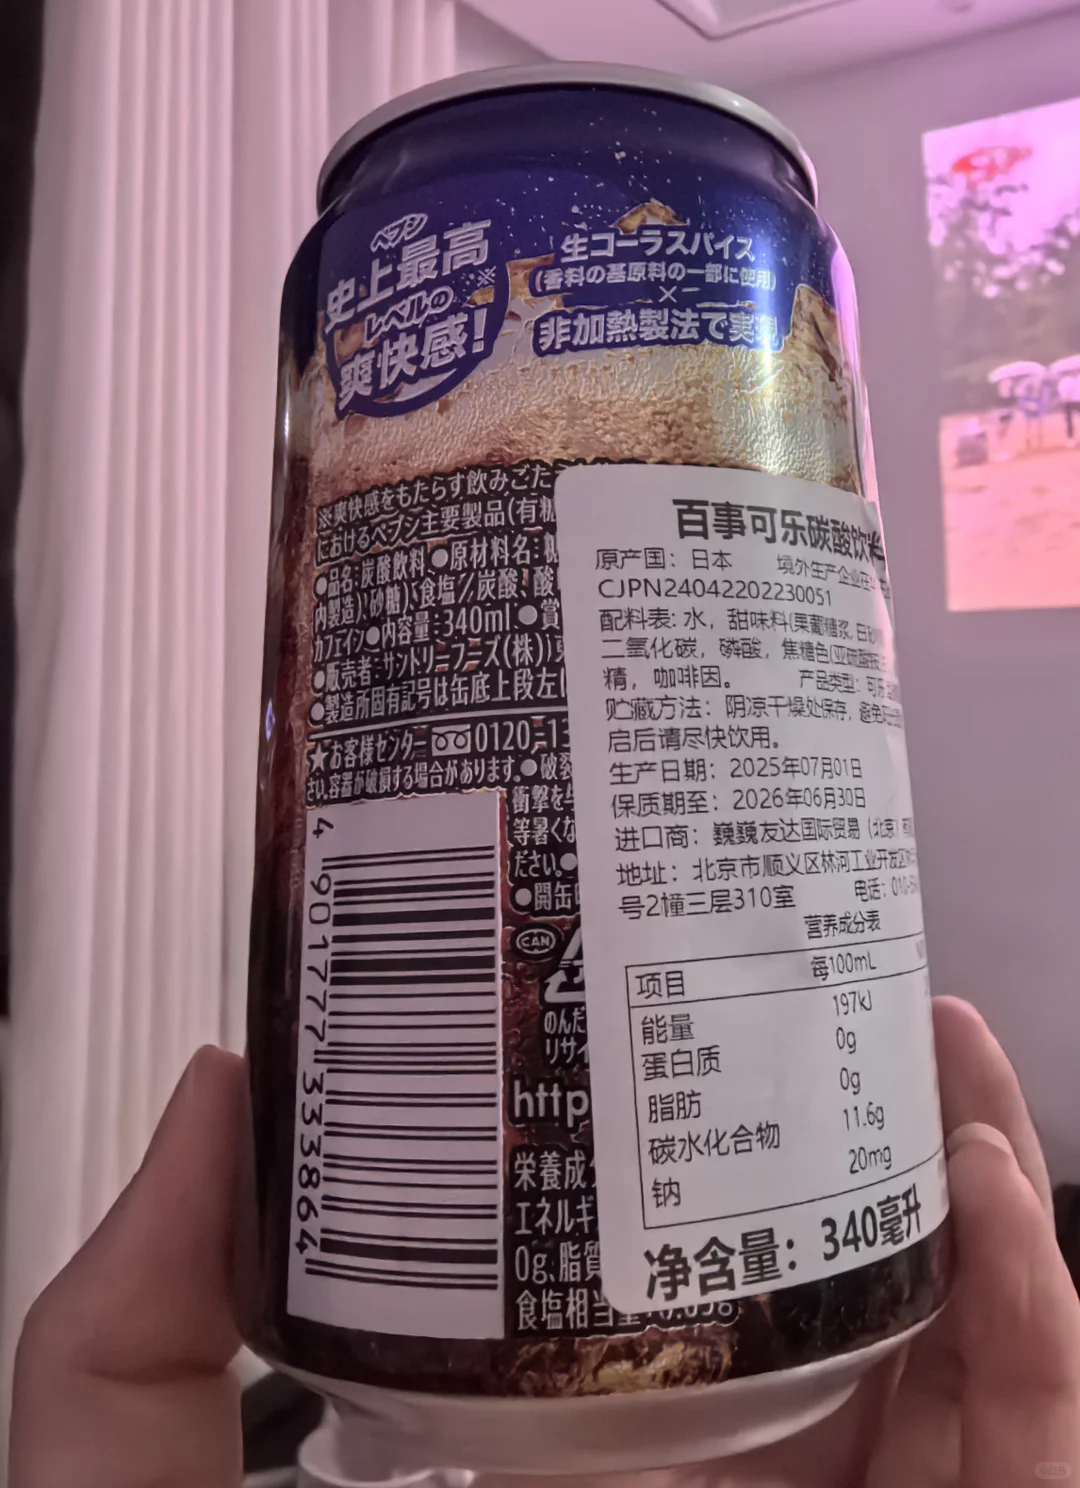 ペプシ
史上最高
レベルの※
爽快感!
生コーラスパイス
(香料の基原料の一部に使用)
×
非加熱製法で実現
※爽快感をもたらす飲みごた
におけるペプシ主要製品(有糖
●品名:炭酸飲料●原材料名:
内製造)、砂糖)、食塩/炭酸、酸
カフェイン●内容量:340ml●賞
●販売者:サントリーフーズ(株)
●製造所固有記号は缶底上段左
★お客様センター 0120-13
さい。容器が破損する場合があります。●破裂
衝撃を
等暑くな
ださい。●
●開缶
CAN
のんだ
リサイ
http
栄養成
エネルギ
0g、脂質
食塩相当量
4 901777 333864
百事可乐碳酸饮料
原产国:日本 境外生产企业在
CJPN24042202230051
配料表: 水,甜味料(果葡糖浆,白
二氧化碳,磷酸,焦糖色(亚硫酸
精,咖啡因。 产品类型:可乐
贮藏方法:阴凉干燥处保存,避免
启后请尽快饮用。
生产日期:2025年07月01日
保质期至:2026年06月30日
进口商:巍巍友达国际贸易(北京)
地址:北京市顺义区林河工业开发区
号2幢三层310室 电话:010-
营养成分表
项目 每100mL
能量 197kJ
蛋白质 0g
脂肪 0g
碳水化合物 11.6g
钠 20mg
净含量:340毫升